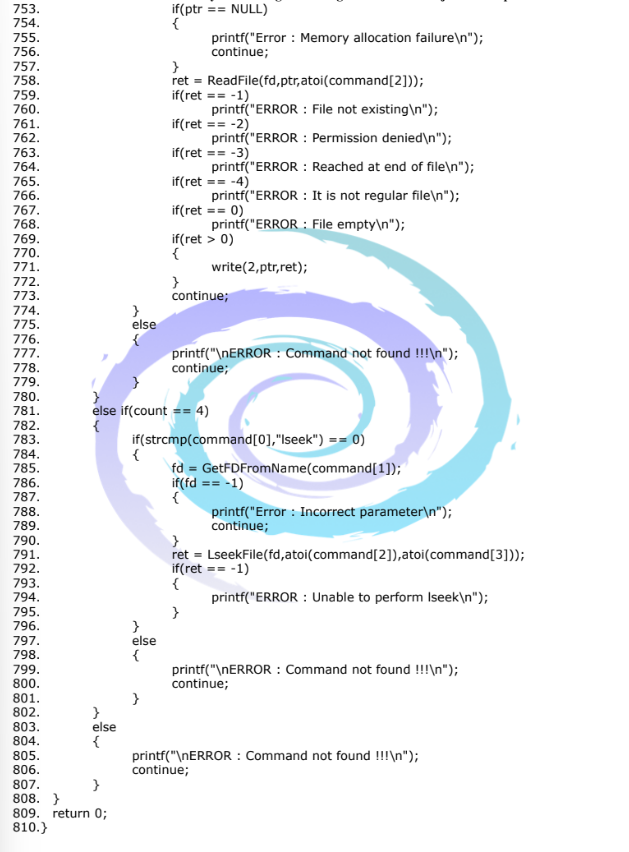 753. if(ptr == NULL)
754. {
755. printf("Error : Memory allocation failure\n");
756. continue;
757. }
758. ret = ReadFile(fd,ptr,atoi(command[2]));
759. if(ret == -1)
760. printf("ERROR : File not existing\n");
761. if(ret == -2)
762. printf("ERROR : Permission denied\n");
763. if(ret == -3)
764. printf("ERROR : Reached at end of file\n");
765. if(ret == -4)
766. printf("ERROR : It is not regular file\n");
767. if(ret == 0)
768. printf("ERROR : File empty\n");
769. if(ret > 0)
770. {
771. write(2,ptr,ret);
772. }
773. continue;
774. }
775. else
776. {
777. printf("\nERROR : Command not found !!!\n");
778. continue;
779. }
780. }
781. else if(count == 4)
782. {
783. if(strcmp(command[0],"lseek") == 0)
784. {
785. fd = GetFDFromName(command[1]);
786. if(fd == -1)
787. {
788. printf("Error : Incorrect parameter\n");
789. continue;
790. }
791. ret = LseekFile(fd,atoi(command[2]),atoi(command[3]));
792. if(ret == -1)
793. {
794. printf("ERROR : Unable to perform lseek\n");
795. }
796. }
797. else
798. {
799. printf("\nERROR : Command not found !!!\n");
800. continue;
801. }
802. }
803. else
804. {
805. printf("\nERROR : Command not found !!!\n");
806. continue;
807. }
808. }
809. return 0;
810.}